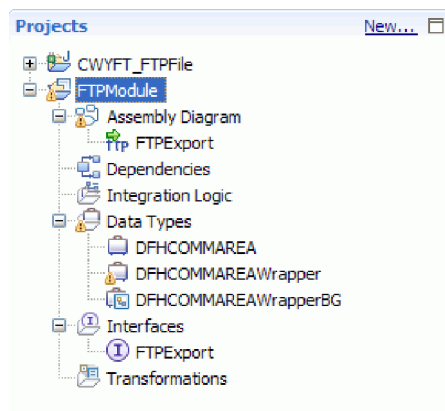 Projects New...
CWYFT_FTPFile
FTPModule
Assembly Diagram
ftp FTPExport
Dependencies
Integration Logic
Data Types
DFHCOMMAREA
DFHCOMMAREAWrapper
DFHCOMMAREAWrapperBG
Interfaces
I FTPExport
Transformations